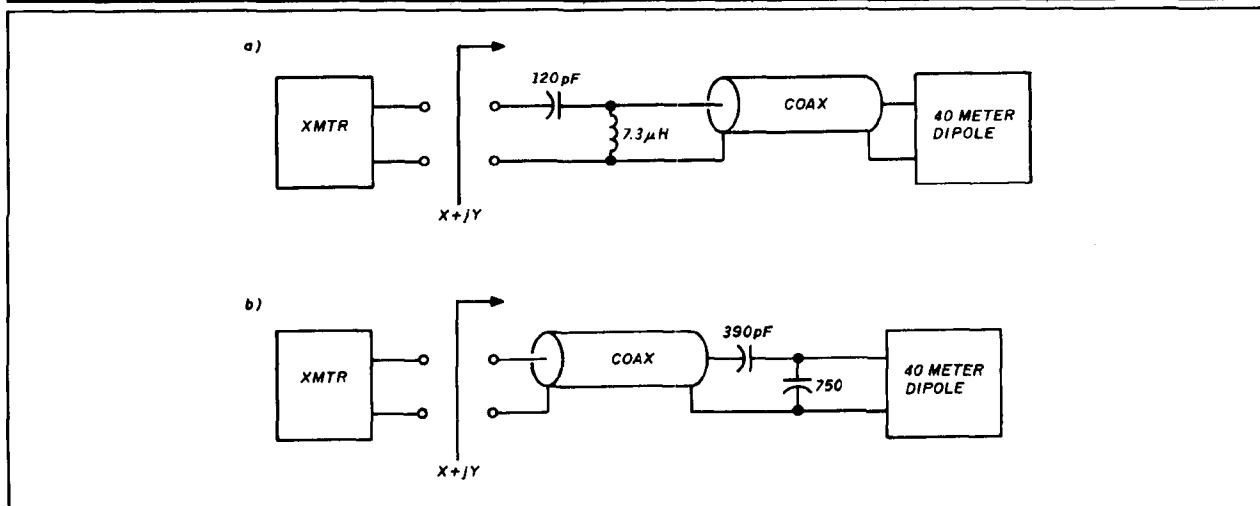 a)
120pF
XMTR
7.3μH
COAX
40 METER
DIPOLE
X+jY
b)
390pF
XMTR
COAX
750
40 METER
DIPOLE
X+jY